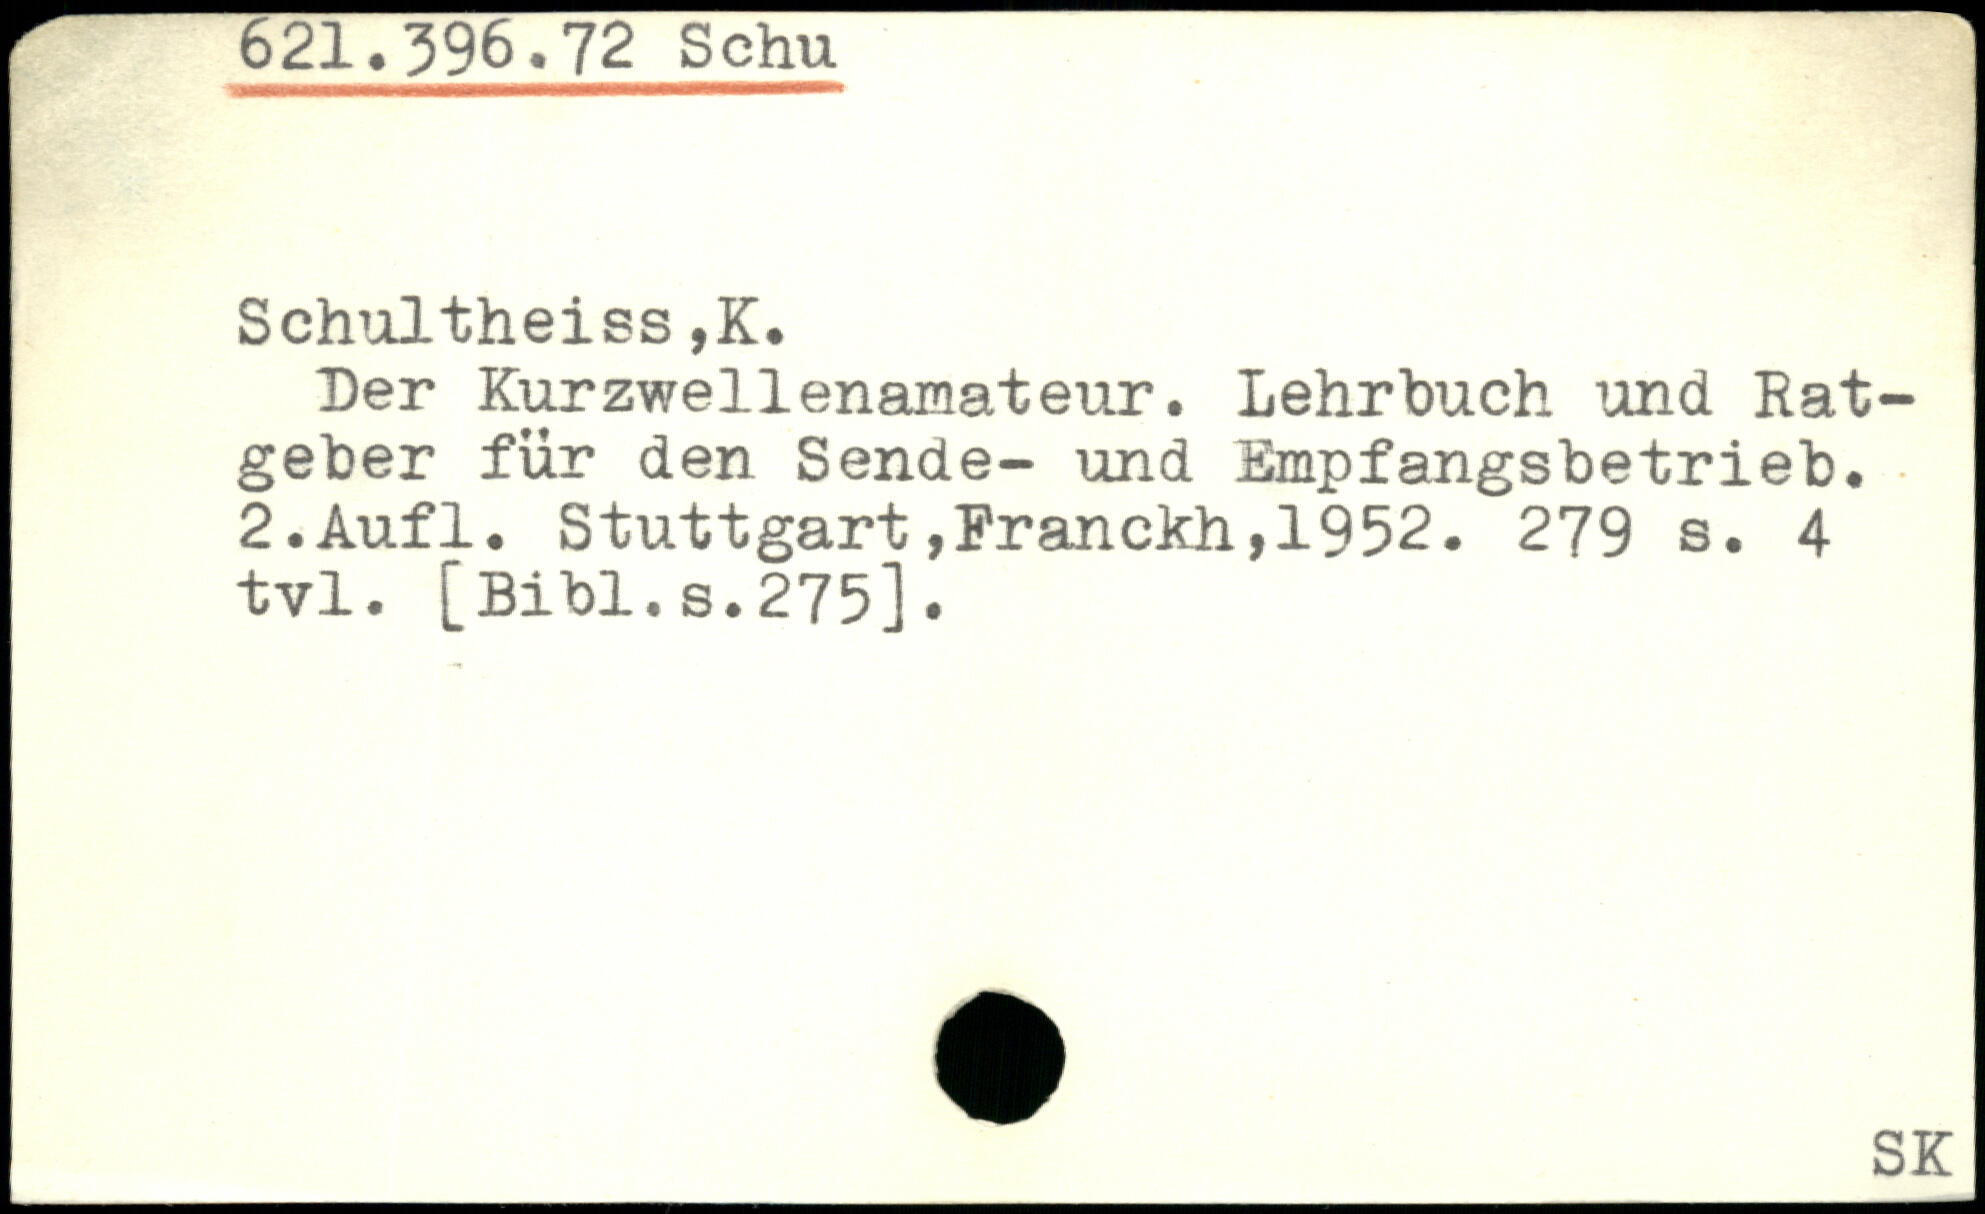 621.396.72 Schu
Schultheiss,K.
Der Kurzwellenamateur. Lehrbuch und Rat-
geber für den Sende- und Empfangsbetrieb.
2.Aufl. Stuttgart,Franckh,1952. 279 s. 4
tvl. [Bibl.s.275].
SK